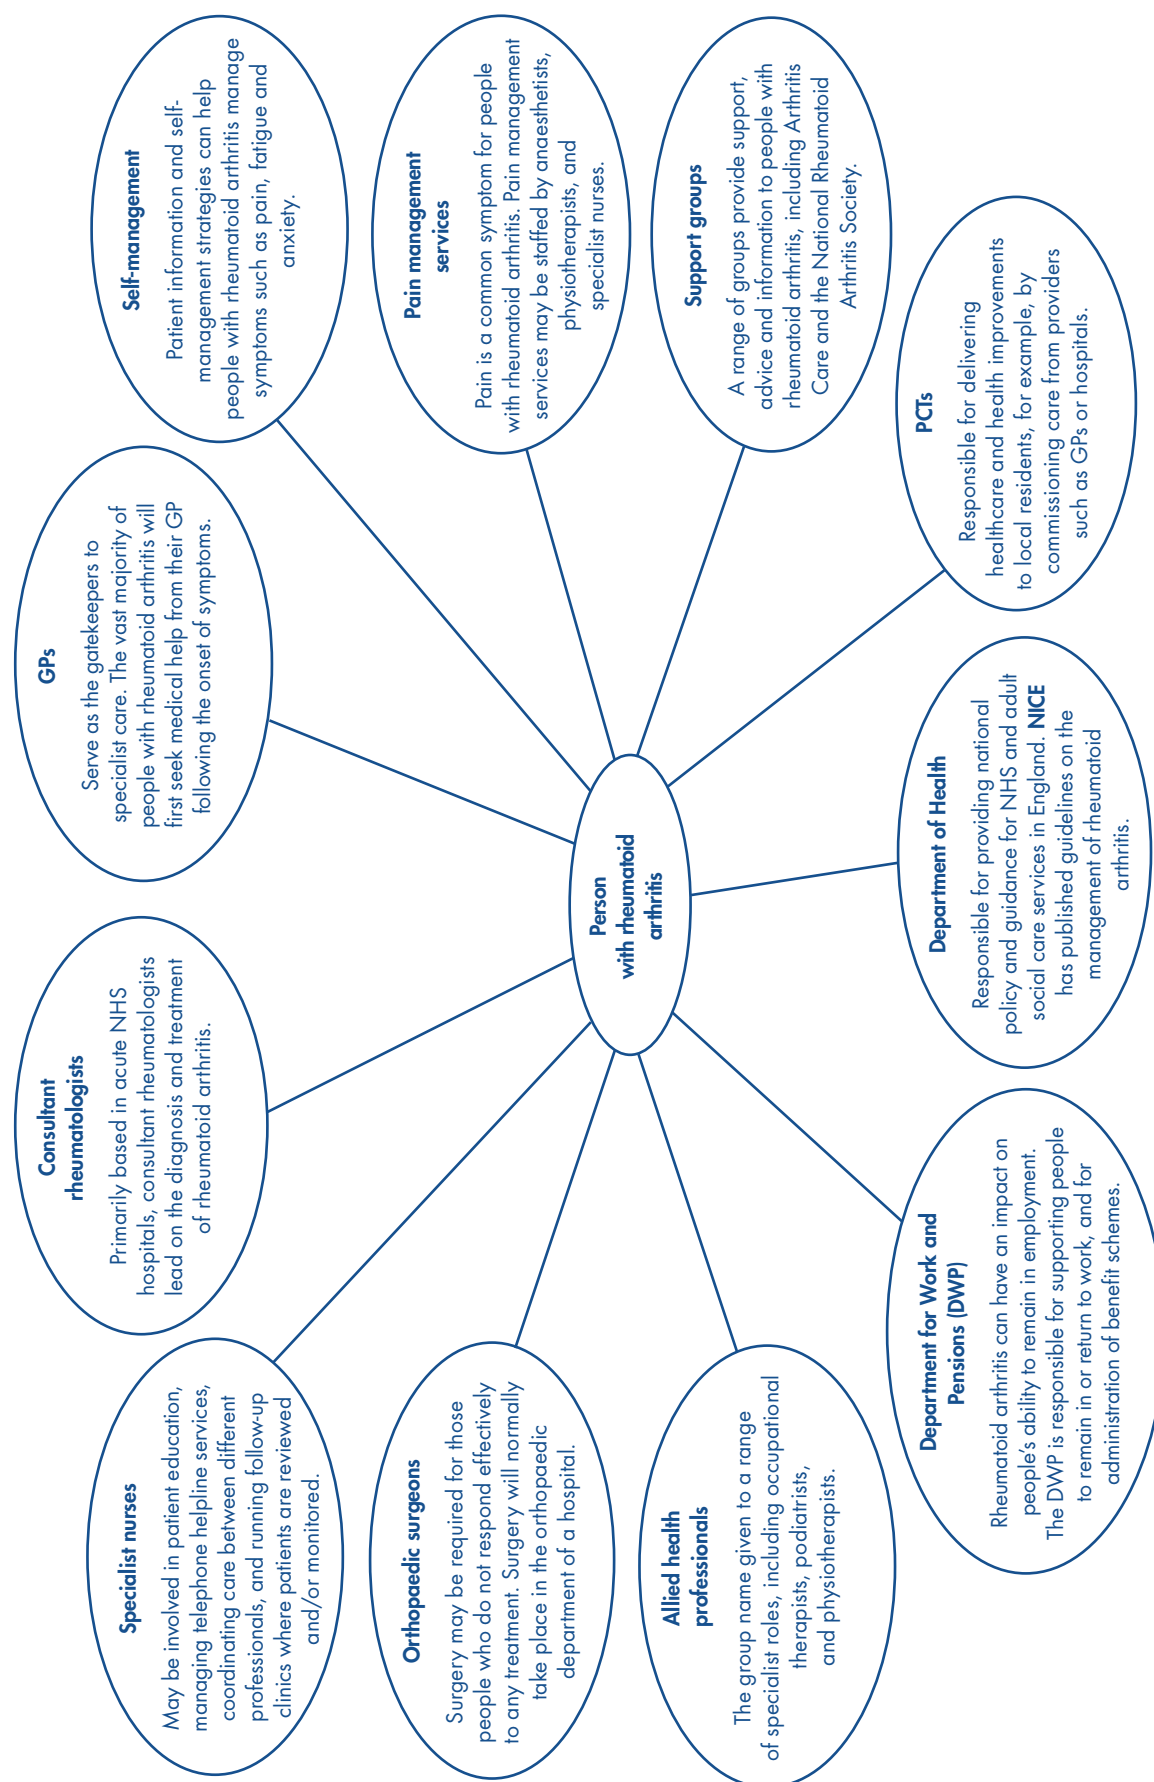 Specialist nurses
May be involved in patient education,
managing telephone helpline services,
coordinating care between different
professionals, and running follow-up
clinics where patients are reviewed
and/or monitored.
Consultant
rheumatologists
Primarily based in acute NHS
hospitals, consultant rheumatologists
lead on the diagnosis and treatment
of rheumatoid arthritis.
GPs
Serve as the gatekeepers to
specialist care. The vast majority of
people with rheumatoid arthritis will
first seek medical help from their GP
following the onset of symptoms.
Self-management
Patient information and self-
management strategies can help
people with rheumatoid arthritis manage
symptoms such as pain, fatigue and
anxiety.
Orthopaedic surgeons
Surgery may be required for those
people who do not respond effectively
to any treatment. Surgery will normally
take place in the orthopaedic
department of a hospital.
Pain management
services
Pain is a common symptom for people
with rheumatoid arthritis. Pain management
services may be staffed by anaesthetists,
physiotherapists, and
specialist nurses.
Person
with rheumatoid
arthritis
Allied health
professionals
The group name given to a range
of specialist roles, including occupational
therapists, podiatrists,
and physiotherapists.
Support groups
A range of groups provide support,
advice and information to people with
rheumatoid arthritis, including Arthritis
Care and the National Rheumatoid
Arthritis Society.
Department for Work and
Pensions (DWP)
Rheumatoid arthritis can have an impact on
people's ability to remain in employment.
The DWP is responsible for supporting people
to remain in or return to work, and for
administration of benefit schemes.
Department of Health
Responsible for providing national
policy and guidance for NHS and adult
social care services in England. NICE
has published guidelines on the
management of rheumatoid
arthritis.
PCTs
Responsible for delivering
healthcare and health improvements
to local residents, for example, by
commissioning care from providers
such as GPs or hospitals.